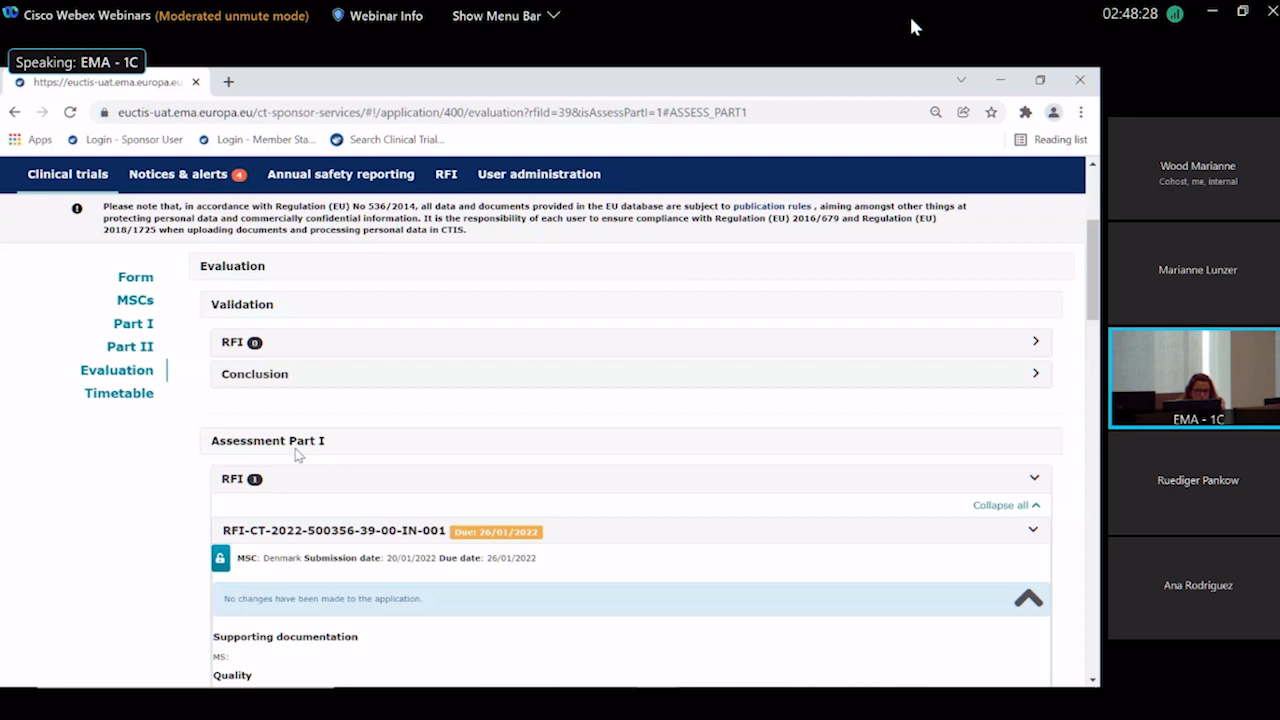 Cisco Webex Webinars (Moderated unmute mode) Webinar Info Show Menu Bar 02:48:28
Speaking: EMA - 1C
https://euctis-uat.ema.europa.eu
euctis-uat.ema.europa.eu/ct-sponsor-services/#!/application/400/evaluation?rfiId=39&isAssessPartI=1#ASSESS_PART1
Apps Login - Sponsor User Login - Member Sta... Search Clinical Trial... Reading list
Clinical trials Notices & alerts 4 Annual safety reporting RFI User administration
Please note that, in accordance with Regulation (EU) No 536/2014, all data and documents provided in the EU database are subject to publication rules , aiming amongst other things at
protecting personal data and commercially confidential information. It is the responsibility of each user to ensure compliance with Regulation (EU) 2016/679 and Regulation (EU)
2018/1725 when uploading documents and processing personal data in CTIS.
Form
MSCs
Part I
Part II
Evaluation
Timetable
Evaluation
Validation
RFI 0
Conclusion
Assessment Part I
RFI 1
Collapse all
RFI-CT-2022-500356-39-00-IN-001 Due: 26/01/2022
MSC: Denmark Submission date: 20/01/2022 Due date: 26/01/2022
No changes have been made to the application.
Supporting documentation
MS:
Quality
Wood Marianne
Cohost, me, internal
Marianne Lunzer
EMA - 1C
Ruediger Pankow
Ana Rodriguez